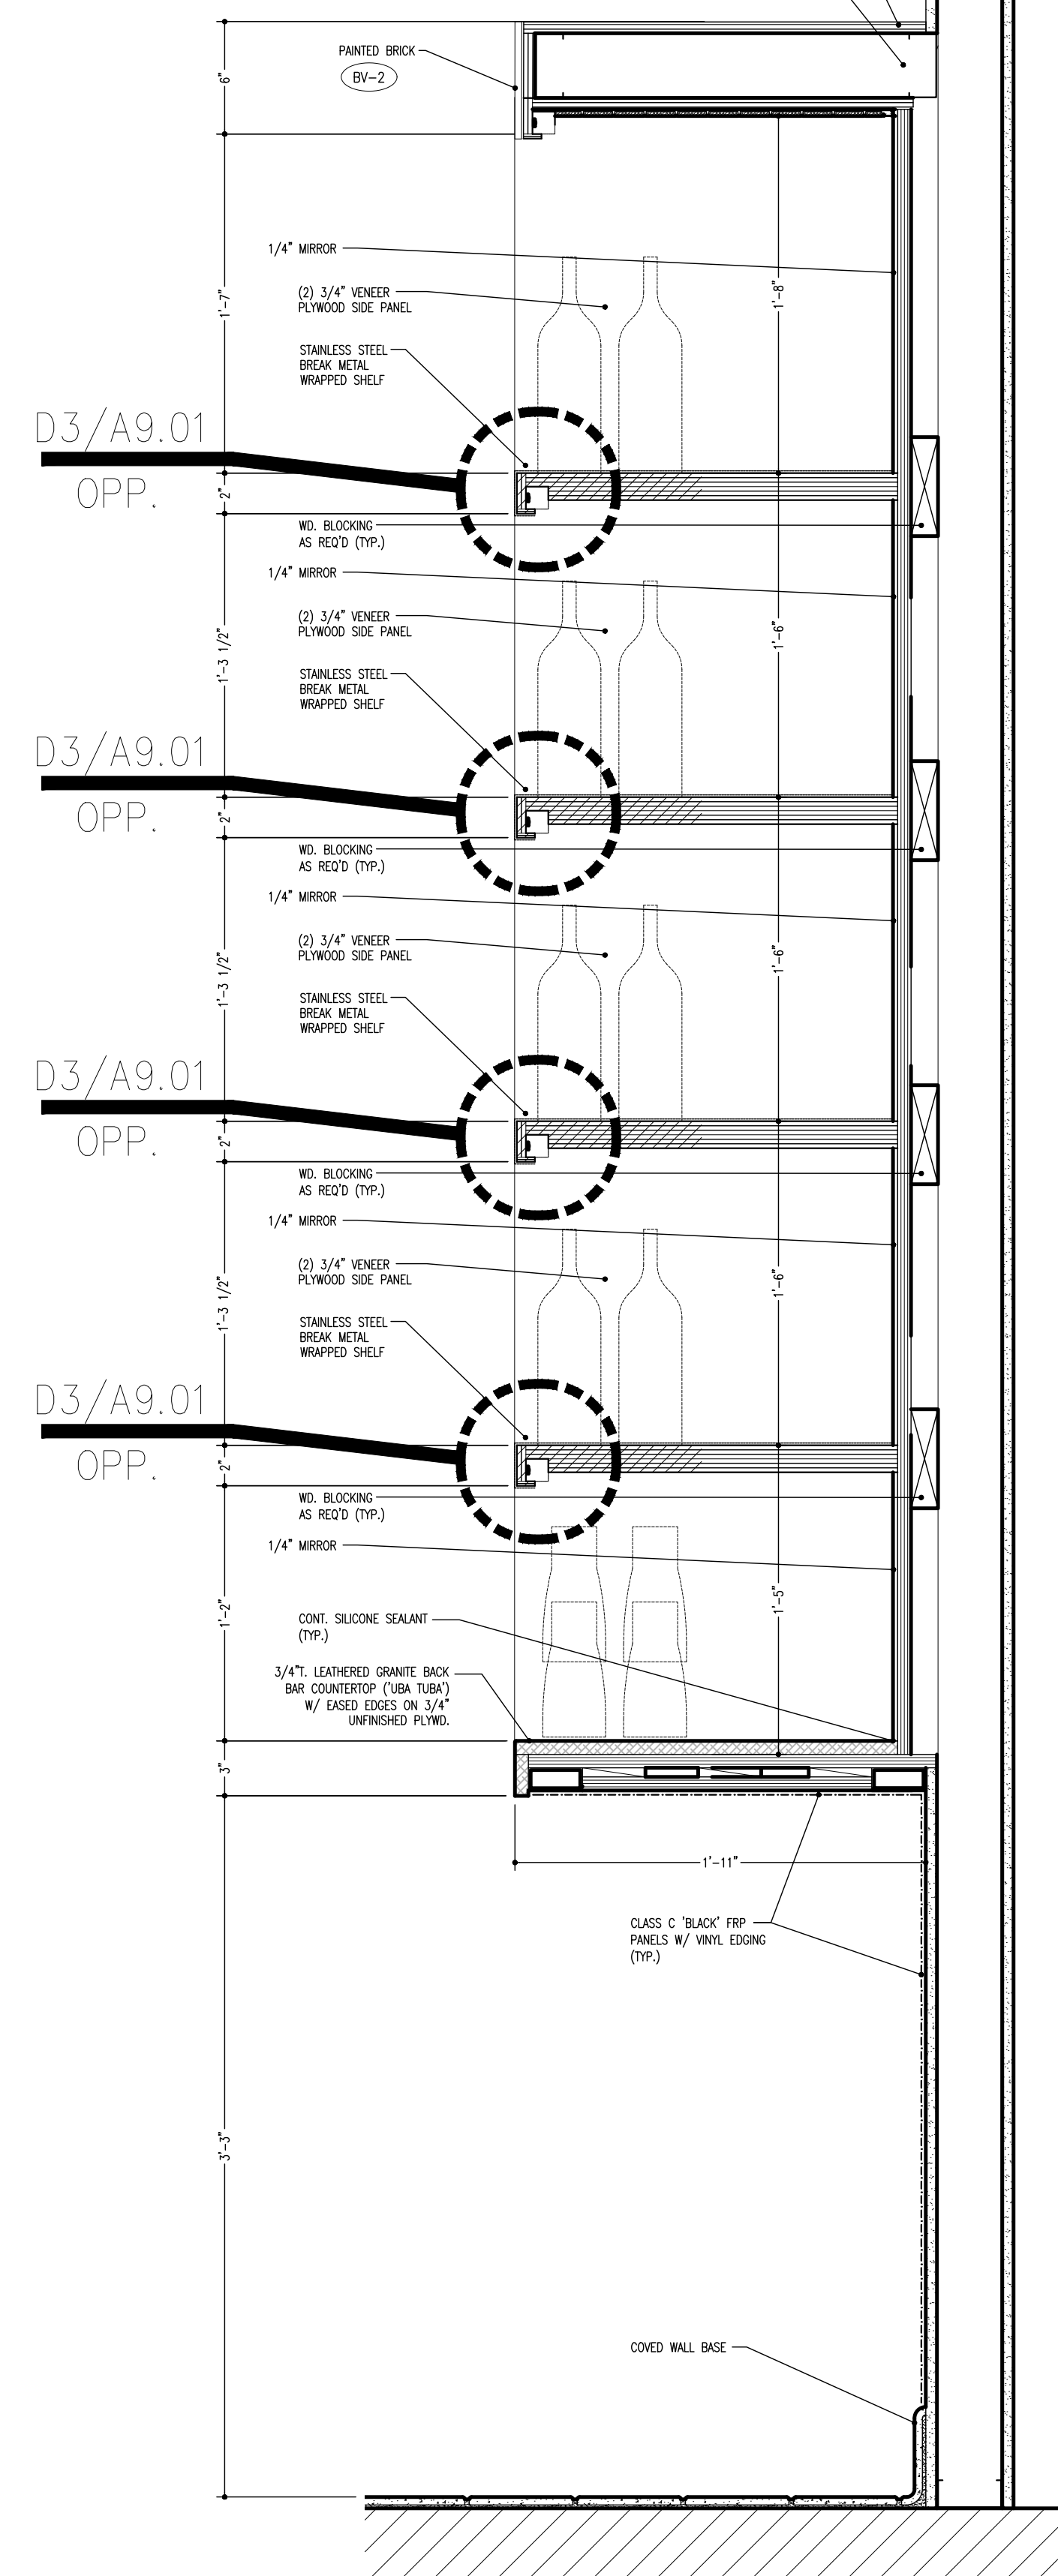 PAINTED BRICK
BV-2
6"
1/4" MIRROR
1'-7"
1'-8"
(2) 3/4" VENEER
PLYWOOD SIDE PANEL
STAINLESS STEEL
BREAK METAL
WRAPPED SHELF
D3/A9.01
OPP.
2"
WD. BLOCKING
AS REQ'D (TYP.)
1/4" MIRROR
1'-3 1/2"
1'-6"
(2) 3/4" VENEER
PLYWOOD SIDE PANEL
STAINLESS STEEL
BREAK METAL
WRAPPED SHELF
D3/A9.01
OPP.
2"
WD. BLOCKING
AS REQ'D (TYP.)
1/4" MIRROR
1'-3 1/2"
1'-6"
(2) 3/4" VENEER
PLYWOOD SIDE PANEL
STAINLESS STEEL
BREAK METAL
WRAPPED SHELF
D3/A9.01
OPP.
2"
WD. BLOCKING
AS REQ'D (TYP.)
1/4" MIRROR
1'-3 1/2"
1'-6"
(2) 3/4" VENEER
PLYWOOD SIDE PANEL
STAINLESS STEEL
BREAK METAL
WRAPPED SHELF
D3/A9.01
OPP.
2"
WD. BLOCKING
AS REQ'D (TYP.)
1/4" MIRROR
1'-2"
1'-5"
CONT. SILICONE SEALANT
(TYP.)
3/4"T. LEATHERED GRANITE BACK
BAR COUNTERTOP ('UBA TUBA')
W/ EASED EDGES ON 3/4"
UNFINISHED PLYWD.
3"
1'-11"
CLASS C 'BLACK' FRP
PANELS W/ VINYL EDGING
(TYP.)
3'-3"
COVED WALL BASE